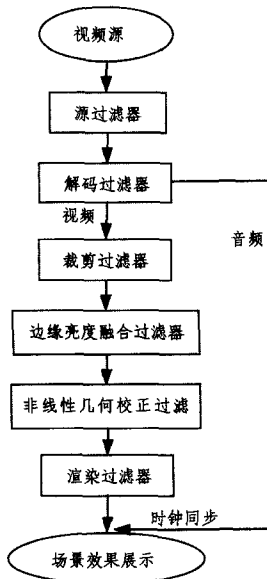 视频源
源过滤器
解码过滤器
视频
音频
裁剪过滤器
边缘亮度融合过滤器
非线性几何校正过滤
渲染过滤器
时钟同步
场景效果展示